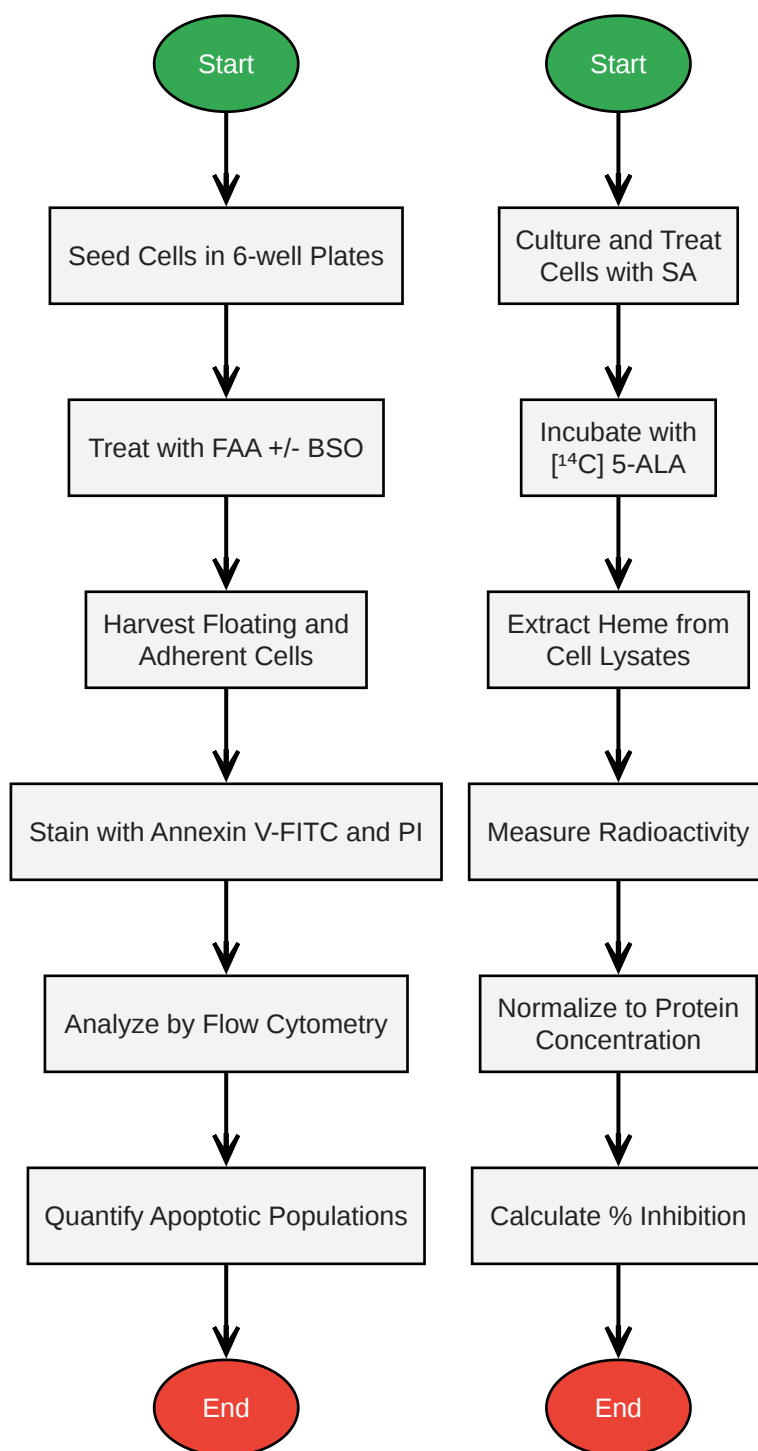 Start
Seed Cells in 6-well Plates
Treat with FAA +/- BSO
Harvest Floating and
Adherent Cells
Stain with Annexin V-FITC and PI
Analyze by Flow Cytometry
Quantify Apoptotic Populations
End
Start
Culture and Treat
Cells with SA
Incubate with
[¹⁴C] 5-ALA
Extract Heme from
Cell Lysates
Measure Radioactivity
Normalize to Protein
Concentration
Calculate % Inhibition
End